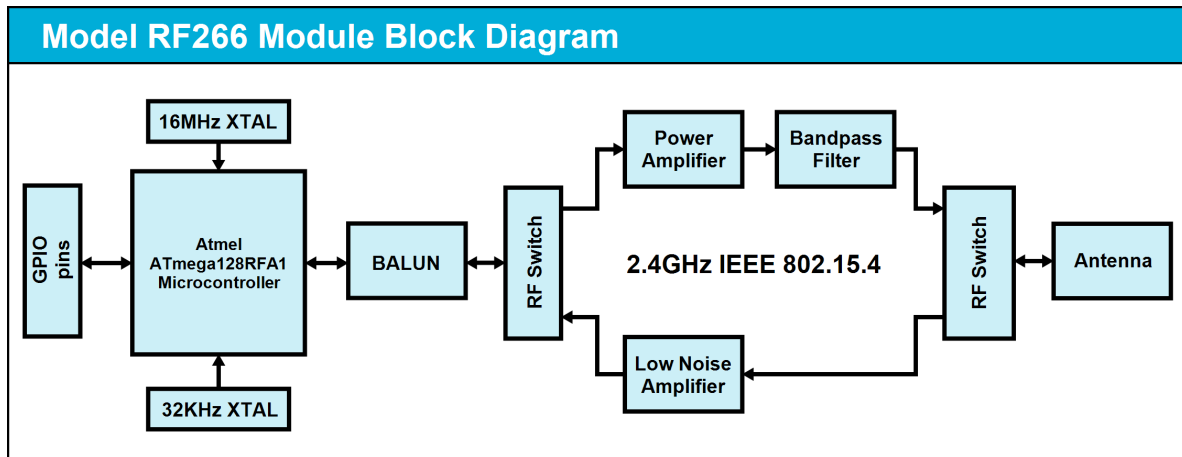 Model RF266 Module Block Diagram
16MHz XTAL
Power
Amplifier
Bandpass
Filter
GPIO
pins
Atmel
ATmega128RFA1
Microcontroller
BALUN
RF Switch
2.4GHz IEEE 802.15.4
RF Switch
Antenna
Low Noise
Amplifier
32KHz XTAL